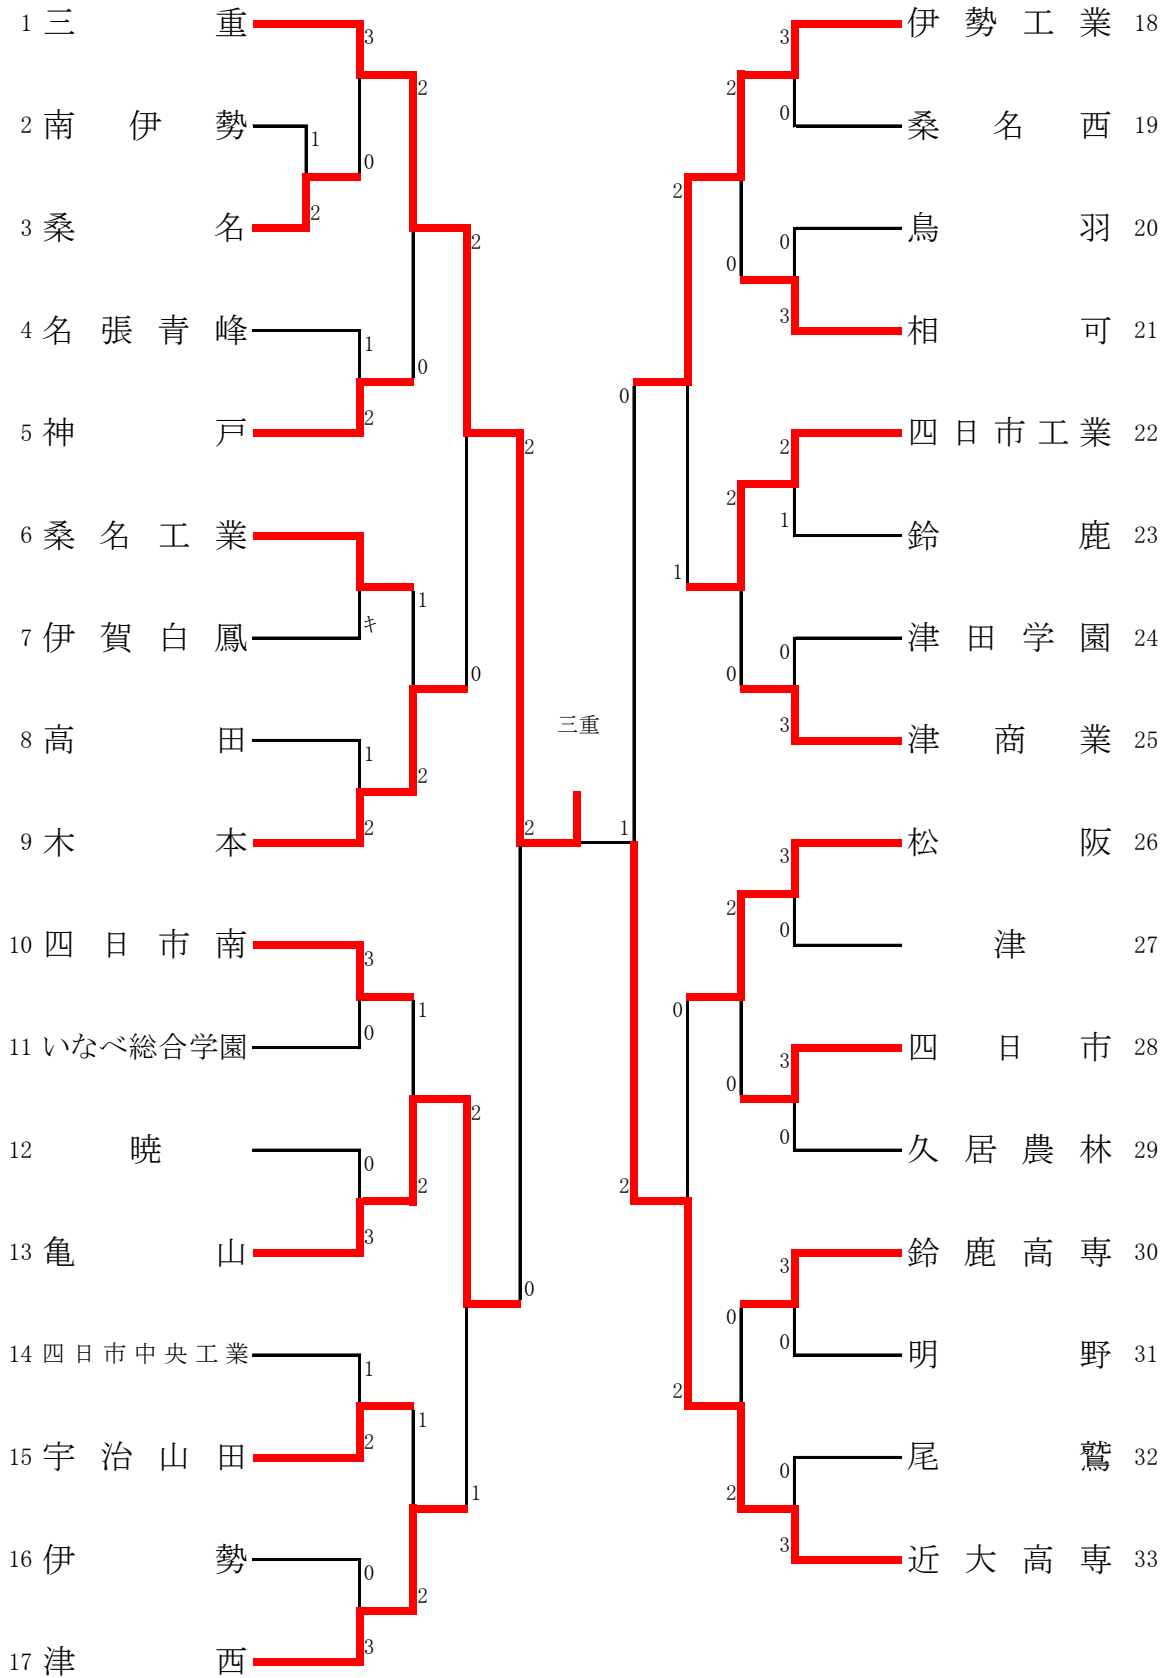 1 三重
3
2
2 南伊勢
1
0
3 桑名
2
2
4 名張青峰
1
0
5 神戸
2
2
6 桑名工業
1
7 伊賀白鳳
キ
0
8 高田
1
2
9 木本
2
2
三重
10 四日市南
3
1
11 いなべ総合学園
0
2
12 暁
0
2
13 亀山
3
0
14 四日市中央工業
1
1
15 宇治山田
2
1
16 伊勢
0
2
17 津西
3
伊勢工業 18
3
2
桑名西 19
0
2
鳥羽 20
0
0
相可 21
3
0
四日市工業 22
2
2
鈴鹿 23
1
1
津田学園 24
0
0
津商業 25
3
1
松阪 26
3
2
津 27
0
0
四日市 28
3
0
久居農林 29
0
2
鈴鹿高専 30
3
0
明野 31
0
2
尾鷲 32
0
2
近大高専 33
3